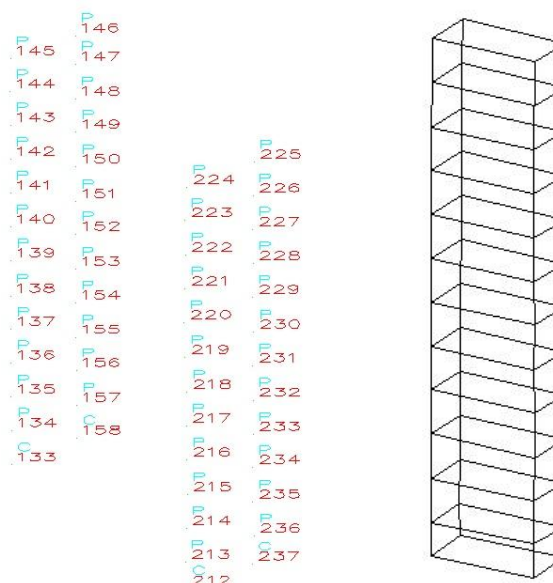 P
145
P
144
P
143
P
142
P
141
P
140
P
139
P
138
P
137
P
136
P
135
P
134
C
133
P
146
P
147
P
148
P
149
P
150
P
151
P
152
P
153
P
154
P
155
P
156
P
157
C
158
P
224
P
223
P
222
P
221
P
220
P
219
P
218
P
217
P
216
P
215
P
214
P
213
C
212
P
225
P
226
P
227
P
228
P
229
P
230
P
231
P
232
P
233
P
234
P
235
P
236
C
237